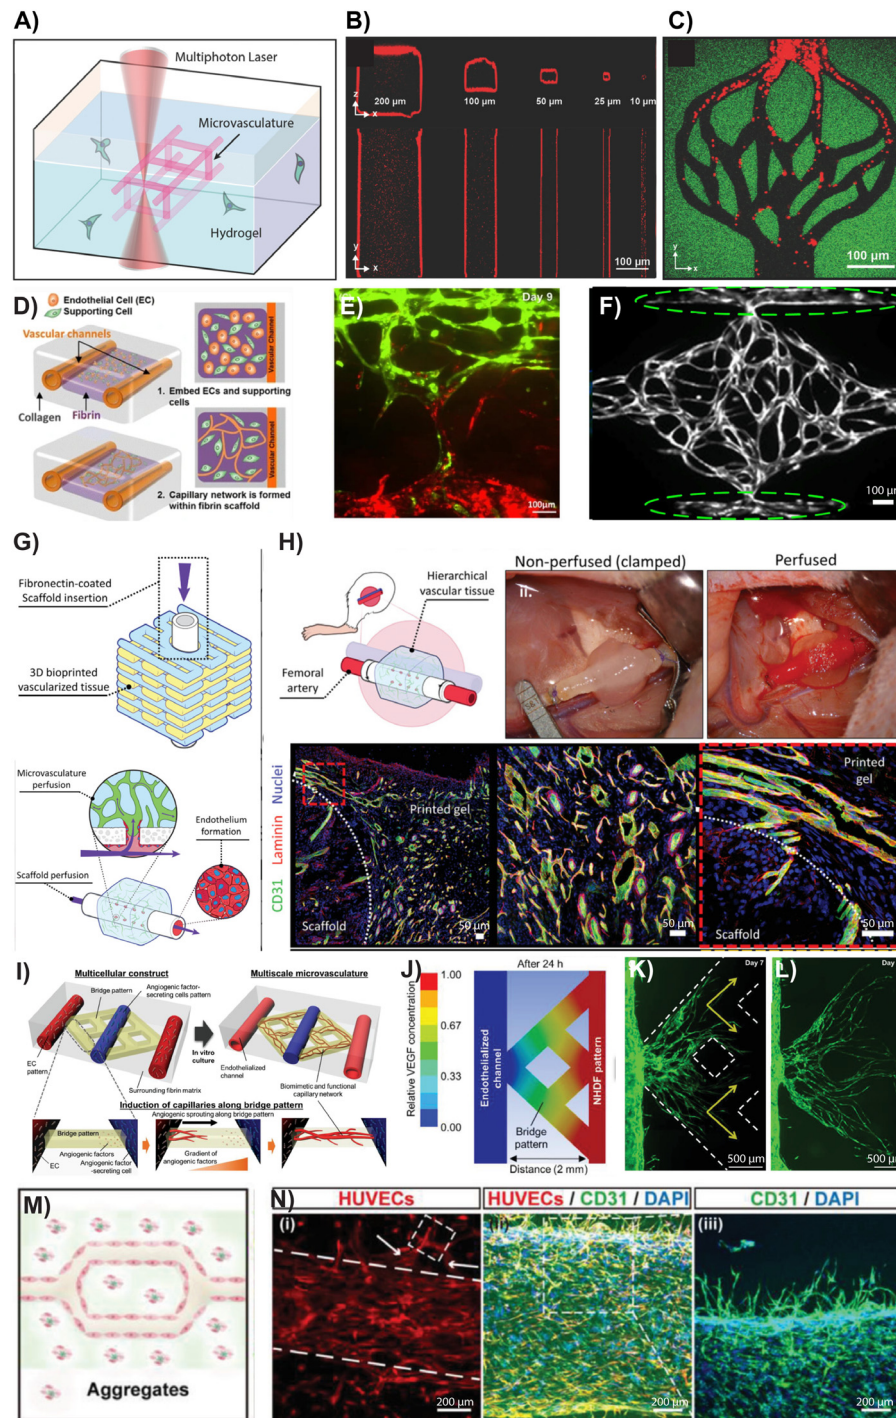 A)
Multiphoton Laser
Microvasculature
Hydrogel
B)
200 µm
100 µm
50 µm
25 µm
10 µm
z
x
y
x
100 µm
C)
y
x
100 µm
D)
Endothelial Cell (EC)
Supporting Cell
Vascular channels
Collagen
Fibrin
Vascular Channel
1. Embed ECs and supporting
cells
Vascular Channel
2. Capillary network is formed
within fibrin scaffold
E)
Day 9
100µm
F)
100 µm
G)
Fibronectin-coated
Scaffold insertion
3D bioprinted
vascularized tissue
Microvasculature
perfusion
Endothelium
formation
Scaffold perfusion
H)
Hierarchical
vascular tissue
Femoral
artery
Non-perfused (clamped)
ii.
Perfused
CD31 Laminin Nuclei
Printed gel
Scaffold
50 µm
50 µm
Printed gel
Scaffold
50 µm
I)
Multicellular construct
Bridge pattern
Angiogenic factor-
secreting cells pattern
EC
pattern
Surrounding fibrin matrix
In vitro
culture
Multiscale microvasculature
Endothelialized
channel
Biomimetic and functional
capillary network
Induction of capillaries along bridge pattern
Angiogenic sprouting along bridge pattern
Bridge pattern
Angiogenic factors
EC
Angiogenic factor
-secreting cell
Gradient of
angiogenic factors
J)
After 24 h
Relative VEGF concentration
1.00
0.67
0.33
0.00
Endothelialized
channel
NHDF pattern
Bridge
pattern
Distance (2 mm)
K)
Day 7
500 µm
L)
Day 7
500 µm
M)
Aggregates
N)
HUVECs
(i)
200 µm
HUVECs / CD31 / DAPI
(ii)
200 µm
CD31 / DAPI
(iii)
200 µm